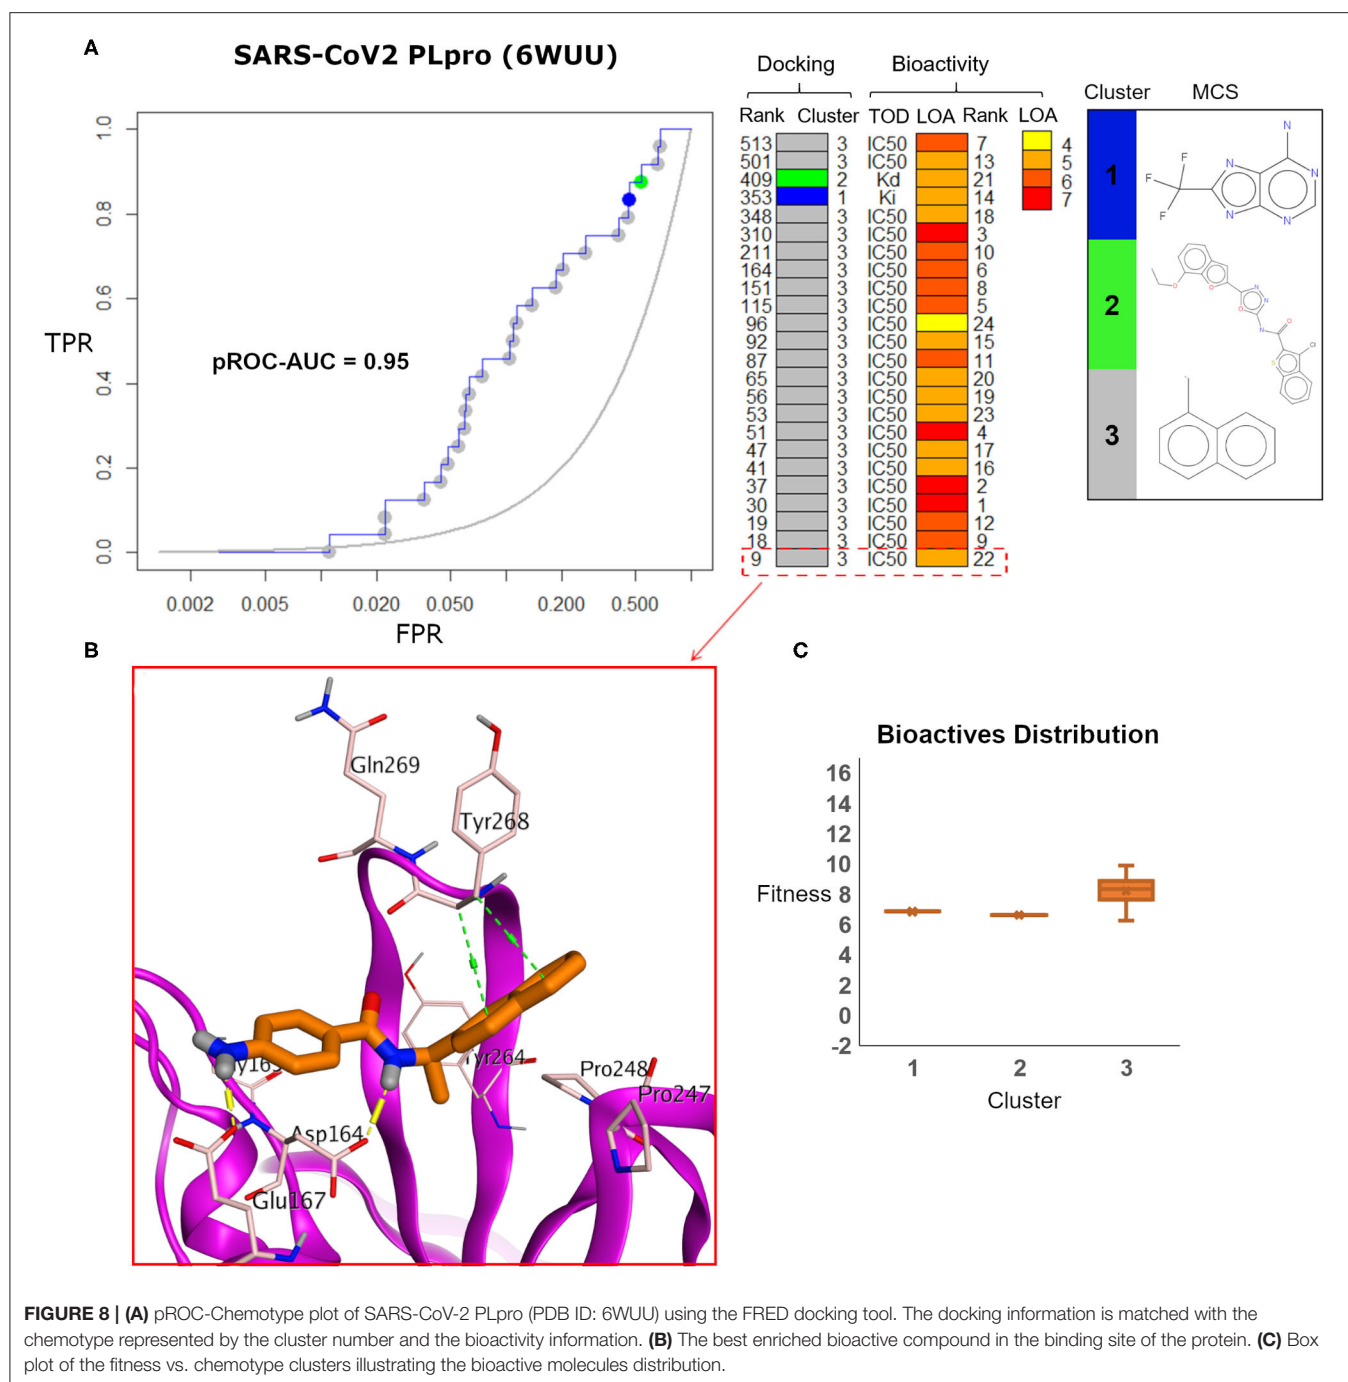 A
SARS-CoV2 PLpro (6WUU)
TPR
1.0
0.8
0.6
0.4
0.2
0.0
pROC-AUC = 0.95
0.002 0.005 0.020 0.050 0.200 0.500
FPR
Docking Bioactivity
Rank Cluster TOD LOA Rank LOA
513 3 IC50 7
501 3 IC50 13
409 2 Kd 21
353 1 Ki 14
348 3 IC50 18
310 3 IC50 3
211 3 IC50 10
164 3 IC50 6
151 3 IC50 8
115 3 IC50 5
96 3 IC50 24
92 3 IC50 15
87 3 IC50 11
65 3 IC50 20
56 3 IC50 19
53 3 IC50 23
51 3 IC50 4
47 3 IC50 17
41 3 IC50 16
37 3 IC50 2
30 3 IC50 1
19 3 IC50 12
18 3 IC50 9
9 3 IC50 22
4
5
6
7
Cluster MCS
1
N
F
F
F
N
N
N
N
2
O
O
N
N
O
N
O
Cl
S
3
B
Gln269
Tyr268
Tyr264
Pro248
Pro247
Asp164
Glu167
C
Bioactives Distribution
Fitness
16
14
12
10
8
6
4
2
0
-2
1 2 3
Cluster
FIGURE 8 | (A) pROC-Chemotype plot of SARS-CoV-2 PLpro (PDB ID: 6WUU) using the FRED docking tool. The docking information is matched with the
chemotype represented by the cluster number and the bioactivity information. (B) The best enriched bioactive compound in the binding site of the protein. (C) Box
plot of the fitness vs. chemotype clusters illustrating the bioactive molecules distribution.